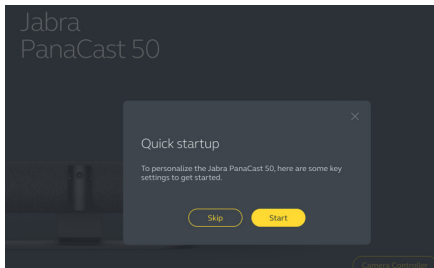 Jabra
PanaCast 50
Quick startup
To personalize the Jabra PanaCast 50, here are some key
settings to get started.
Skip
Start
Camera Controller